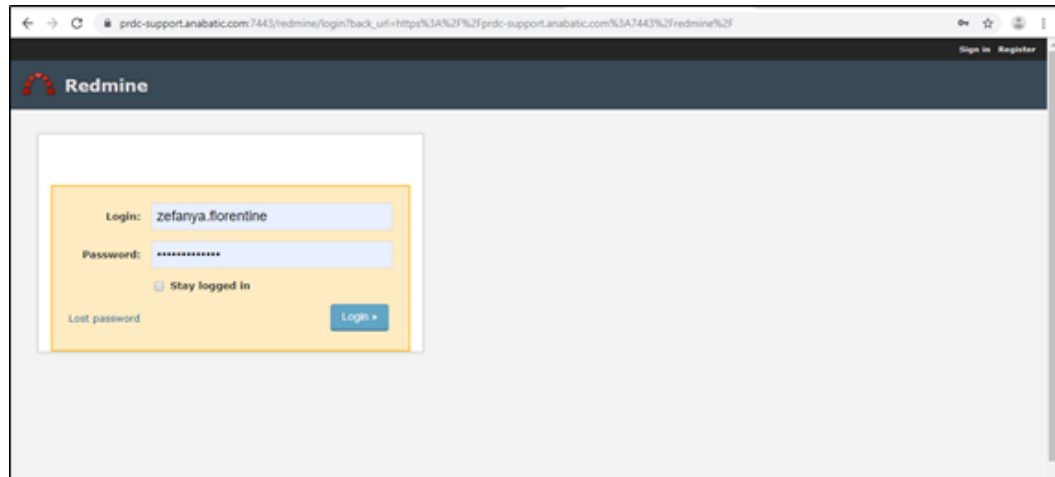 prdc-support.anabatic.com:7443/redmine/login?back_url=https%3A%2F%2Fprdc-support.anabatic.com%3A7443%2Fredmine%2F
Sign in Register
Redmine
Login: zefanya.florentine
Password: •••••••••••••
Stay logged in
Lost password Login »